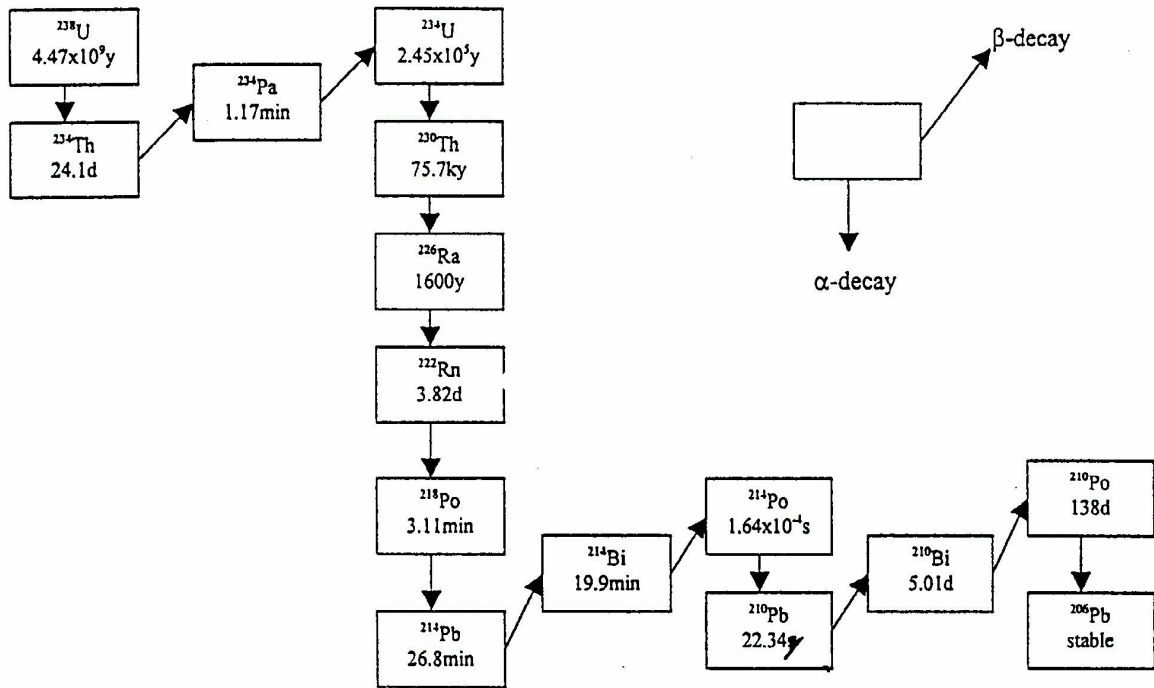 ²³⁸U
4.47x10⁹y
²³⁴Th
24.1d
²³⁴Pa
1.17min
²³⁴U
2.45x10⁵y
²³⁰Th
75.7ky
²²⁶Ra
1600y
²²²Rn
3.82d
²¹⁸Po
3.11min
²¹⁴Pb
26.8min
²¹⁴Bi
19.9min
²¹⁴Po
1.64x10⁻⁴s
²¹⁰Pb
22.34y
²¹⁰Bi
5.01d
²¹⁰Po
138d
²⁰⁶Pb
stable
β-decay
α-decay